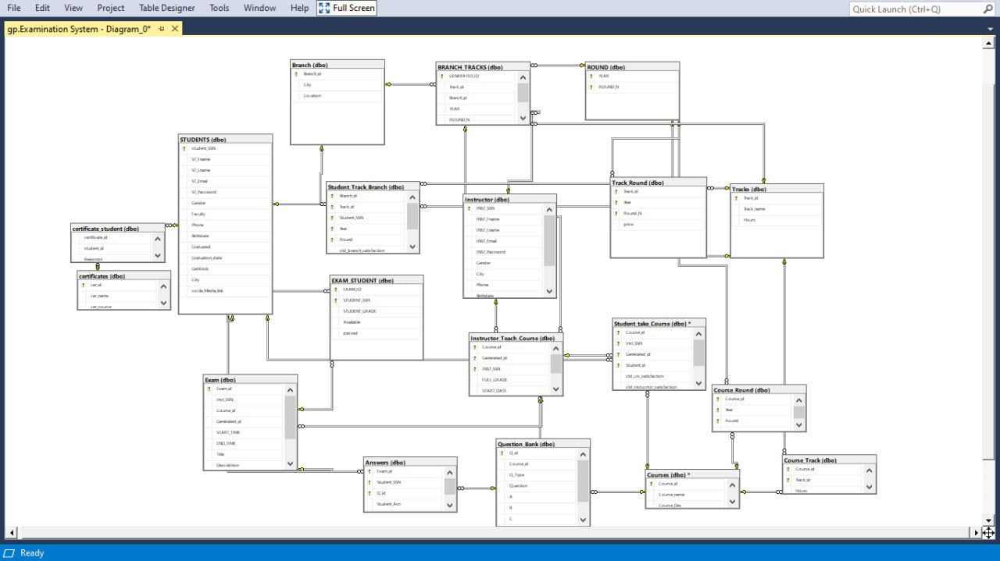 File Edit View Project Table Designer Tools Window Help Full Screen
Quick Launch (Ctrl+Q)
gp.Examination System - Diagram_0*
Branch (dbo)
Branch_id
City
Location
BRANCH_TRACKS (dbo)
GENERATED_ID
Track_id
Branch_id
YEAR
ROUND_N
ROUND (dbo)
YEAR
ROUND_N
STUDENTS (dbo)
student_SSN
ST_Fname
ST_Lname
ST_Email
ST_Password
Gender
Faculty
Phone
Birthdate
Graduated
Graduation_date
City
social_Media_link
Student_Track_Branch (dbo)
Branch_id
Track_id
Student_SSN
Year
Round
std_branch_satisfaction
Instructor (dbo)
INST_SSN
INST_Fname
INST_Lname
INST_Email
INST_Password
Gender
City
Phone
Birthdate
Track_Round (dbo)
Track_id
Year
Round_N
price
Tracks (dbo)
Track_id
Track_name
Hours
certificate_student (dbo)
certificate_id
student_id
certificates (dbo)
cer_id
cer_name
cer_source
EXAM_STUDENT (dbo)
EXAM_ID
STUDENT_SSN
STUDENT_GRADE
Available
passed
Instructor_Teach_Course (dbo)
Course_id
Generated_id
INST_SSN
FULL_GRADE
START_DATE
Student_take_Course (dbo) *
Course_id
Inst_SSN
Generated_id
Student_id
std_crs_satisfaction
std_instructor_satisfaction
Exam (dbo)
Exam_id
Inst_SSN
Course_id
Generated_id
START_TIME
END_TIME
Title
Description
Course_Round (dbo)
Course_id
Year
Round
Answers (dbo)
Exam_id
Student_SSN
Q_id
Student_Asn
Question_Bank (dbo)
Q_id
Course_id
Q_Type
Question
A
B
C
Courses (dbo) *
Course_id
Course_name
Course_Des
Course_Track (dbo)
Course_id
Track_id
Hours
Ready